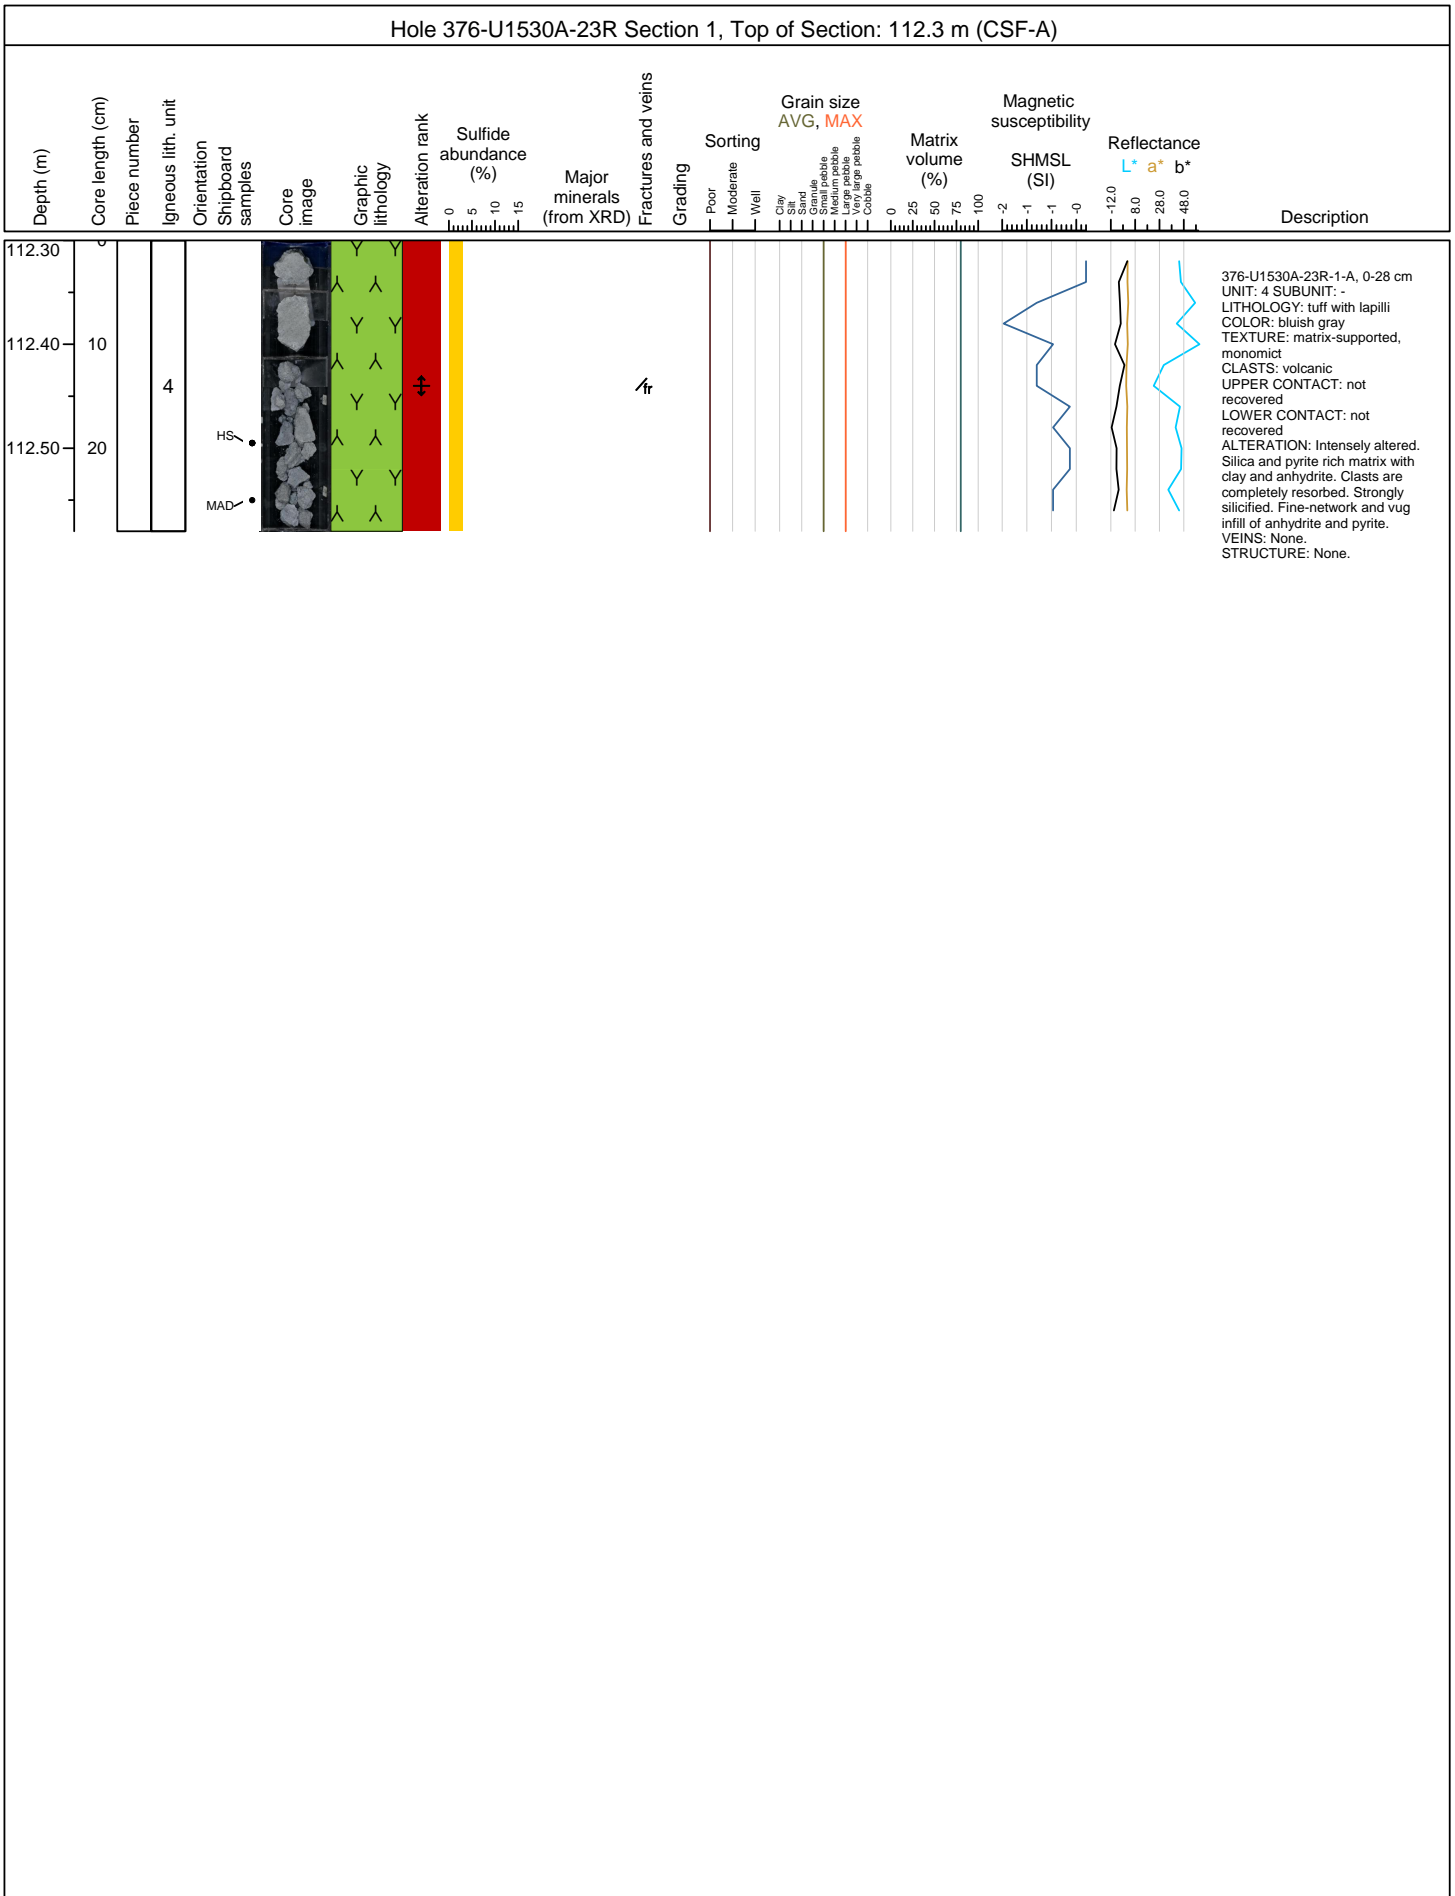 Hole 376-U1530A-23R Section 1, Top of Section: 112.3 m (CSF-A)
Depth (m)
Core length (cm)
Piece number
Igneous lith. unit
Orientation
Shipboard
samples
Core
image
Graphic
lithology
Alteration rank
Sulfide
abundance
(%)
0
5
10
15
Major
minerals
(from XRD)
Fractures and veins
Grading
Sorting
Poor
Moderate
Well
Grain size
AVG, MAX
Clay
Silt
Sand
Granule
Small pebble
Medium pebble
Large pebble
Very large pebble
Cobble
Matrix
volume
(%)
0
25
50
75
100
Magnetic
susceptibility
SHMSL
(SI)
-2
-1
-1
-0
Reflectance
L* a* b*
-12.0
8.0
28.0
48.0
Description
112.30
0
112.40
10
4
fr
HS
112.50
20
MAD
376-U1530A-23R-1-A, 0-28 cm
UNIT: 4 SUBUNIT: -
LITHOLOGY: tuff with lapilli
COLOR: bluish gray
TEXTURE: matrix-supported,
monomict
CLASTS: volcanic
UPPER CONTACT: not
recovered
LOWER CONTACT: not
recovered
ALTERATION: Intensely altered.
Silica and pyrite rich matrix with
clay and anhydrite. Clasts are
completely resorbed. Strongly
silicified. Fine-network and vug
infill of anhydrite and pyrite.
VEINS: None.
STRUCTURE: None.